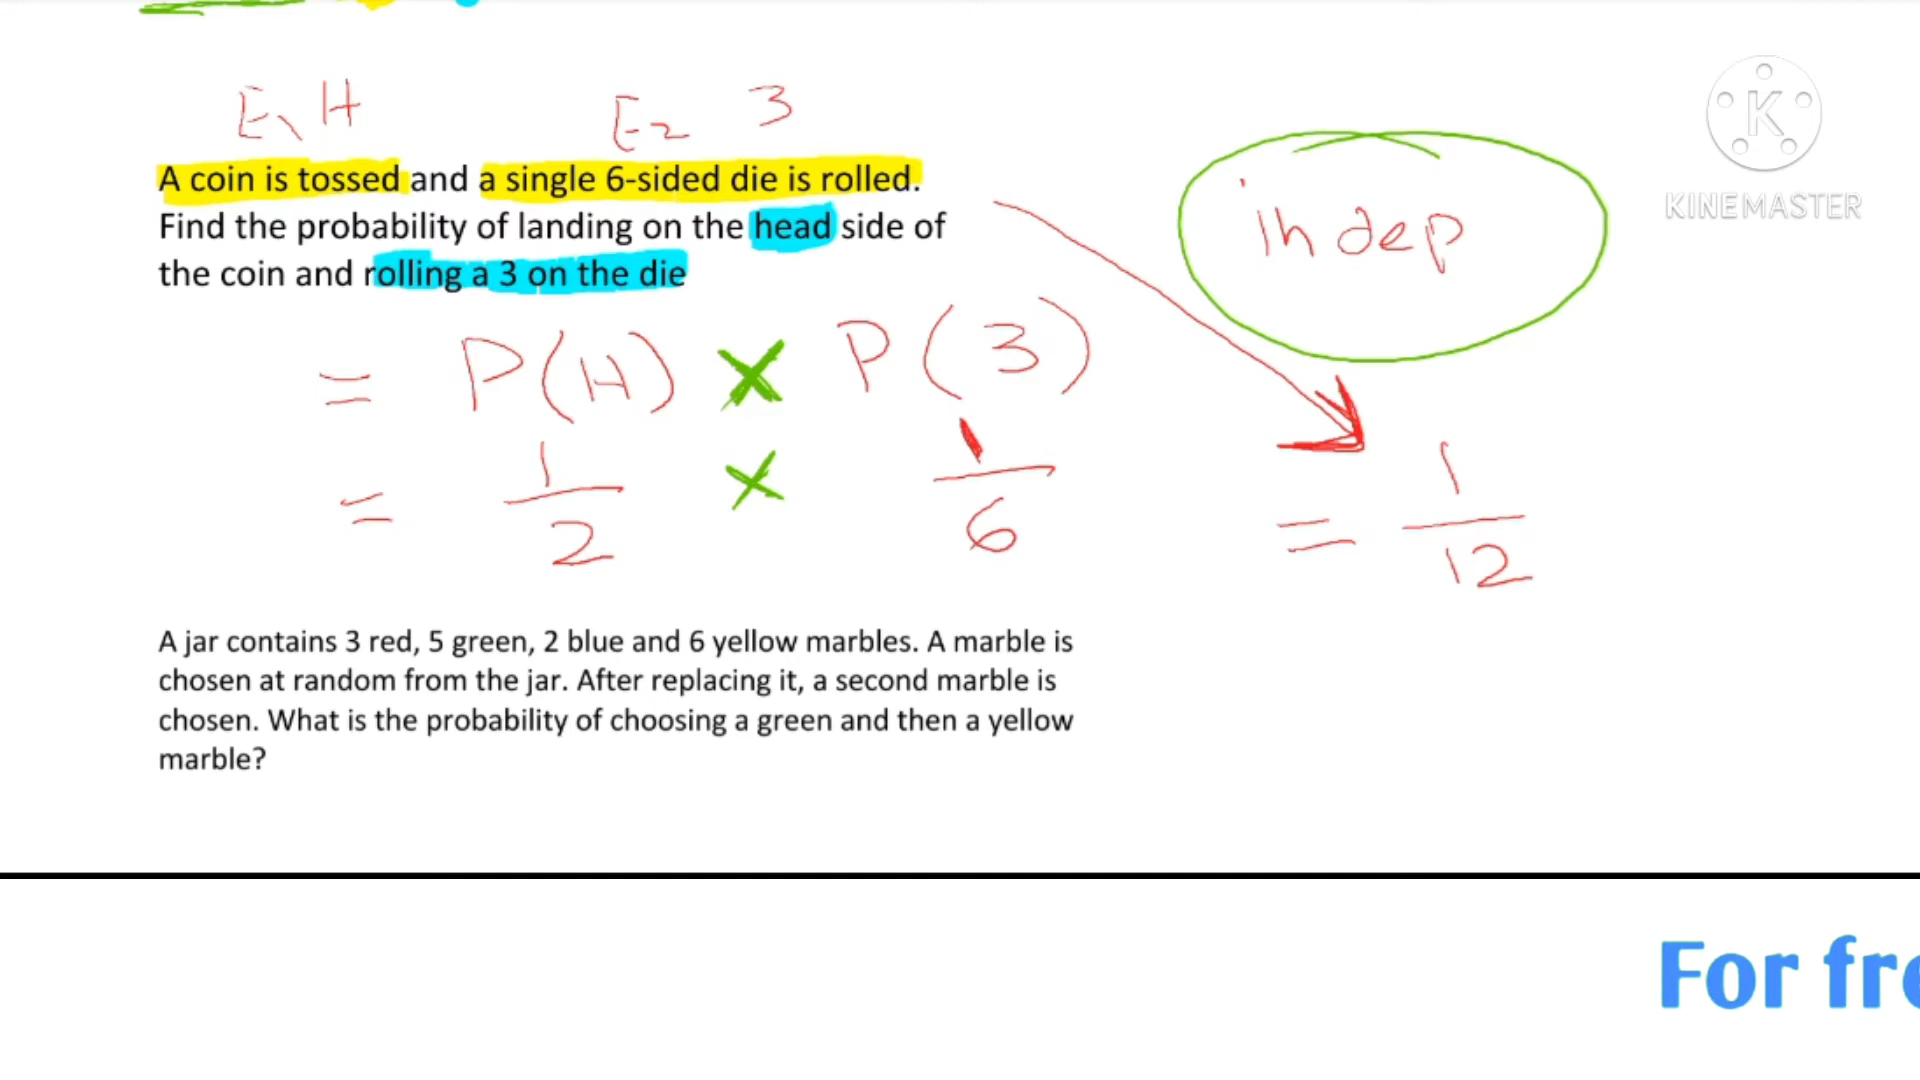 E₁ H E₂ 3
A coin is tossed and a single 6-sided die is rolled.
Find the probability of landing on the head side of
the coin and rolling a 3 on the die
indep
KINEMASTER
= P(H) × P(3)
= 1/2 × 1/6 = 1/12
A jar contains 3 red, 5 green, 2 blue and 6 yellow marbles. A marble is
chosen at random from the jar. After replacing it, a second marble is
chosen. What is the probability of choosing a green and then a yellow
marble?
For fre